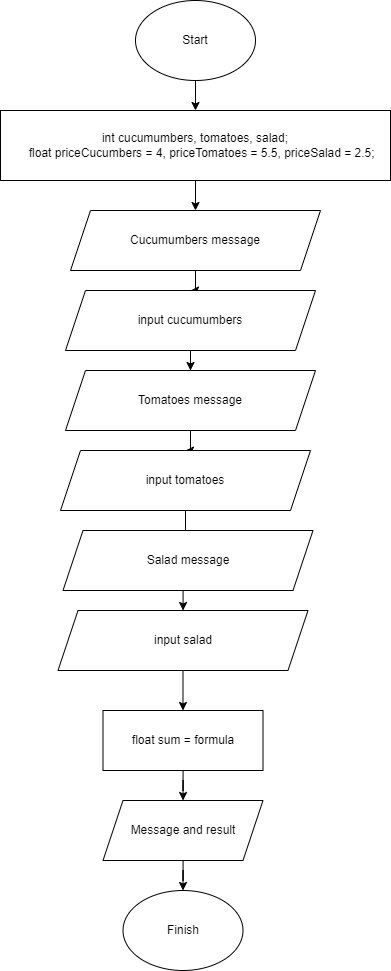 Start
int cucumumbers, tomatoes, salad;
float priceCucumbers = 4, priceTomatoes = 5.5, priceSalad = 2.5;
Cucumumbers message
input cucumumbers
Tomatoes message
input tomatoes
Salad message
input salad
float sum = formula
Message and result
Finish